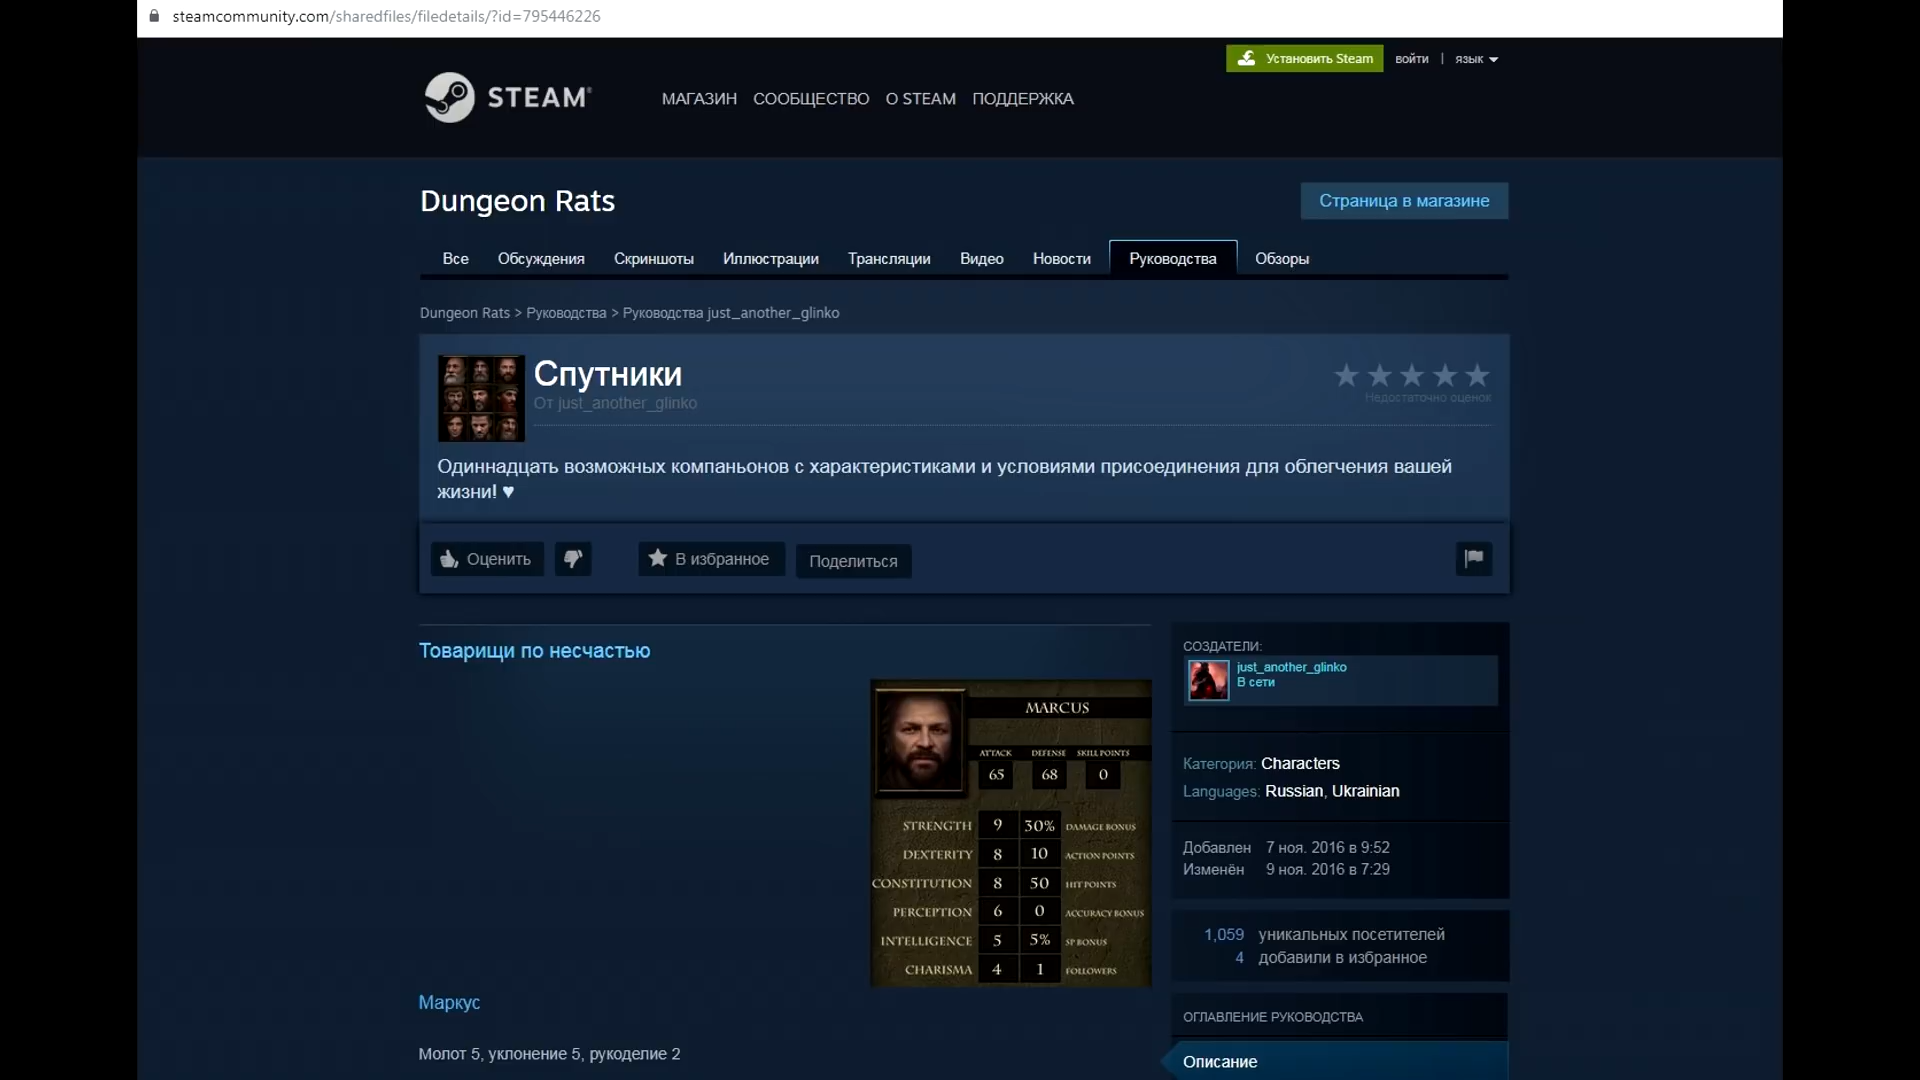 steamcommunity.com/sharedfiles/filedetails/?id=795446226
Установить Steam войти | язык
STEAM®
МАГАЗИН СООБЩЕСТВО О STEAM ПОДДЕРЖКА
Dungeon Rats
Страница в магазине
Все Обсуждения Скриншоты Иллюстрации Трансляции Видео Новости Руководства Обзоры
Dungeon Rats > Руководства > Руководства just_another_glinko
Спутники
От just_another_glinko
Недостаточно оценок
Одиннадцать возможных компаньонов с характеристиками и условиями присоединения для облегчения вашей
жизни! ♥
Оценить В избранное Поделиться
Товарищи по несчастью
MARCUS
ATTACK DEFENSE SKILL POINTS
65 68 0
STRENGTH 9 30% DAMAGE BONUS
DEXTERITY 8 10 ACTION POINTS
CONSTITUTION 8 50 HIT POINTS
PERCEPTION 6 0 ACCURACY BONUS
INTELLIGENCE 5 5% SP BONUS
CHARISMA 4 1 FOLLOWERS
Маркус
Молот 5, уклонение 5, рукоделие 2
СОЗДАТЕЛИ:
just_another_glinko
В сети
Категория: Characters
Languages: Russian, Ukrainian
Добавлен 7 ноя. 2016 в 9:52
Изменён 9 ноя. 2016 в 7:29
1,059 уникальных посетителей
4 добавили в избранное
ОГЛАВЛЕНИЕ РУКОВОДСТВА
Описание